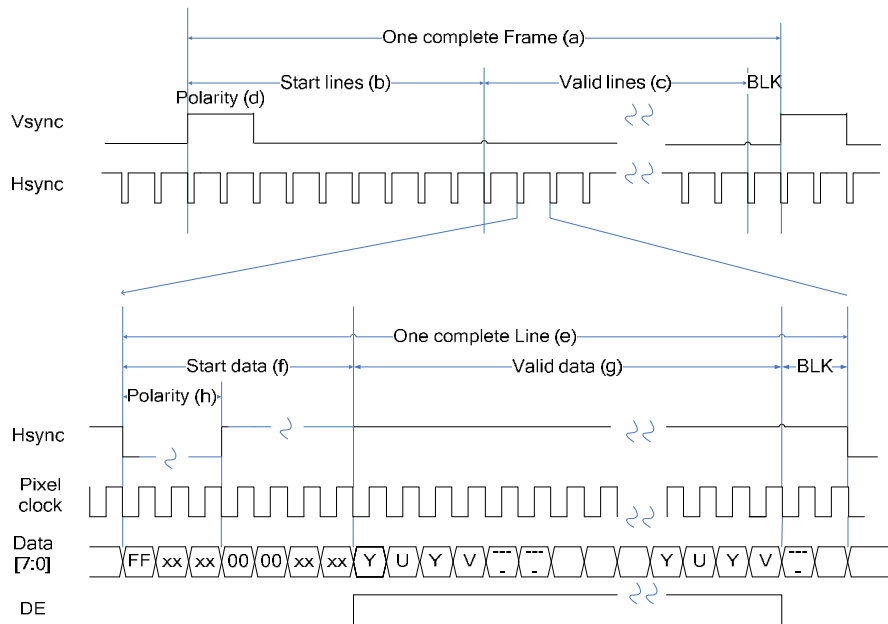 One complete Frame (a)
Start lines (b)
Valid lines (c)
BLK
Polarity (d)
Vsync
Hsync
One complete Line (e)
Start data (f)
Valid data (g)
BLK
Polarity (h)
Hsync
Pixel
clock
Data
[7:0]
FF xx xx 00 00 xx xx Y U Y V ---- - ---- - Y U Y V ---- -
DE